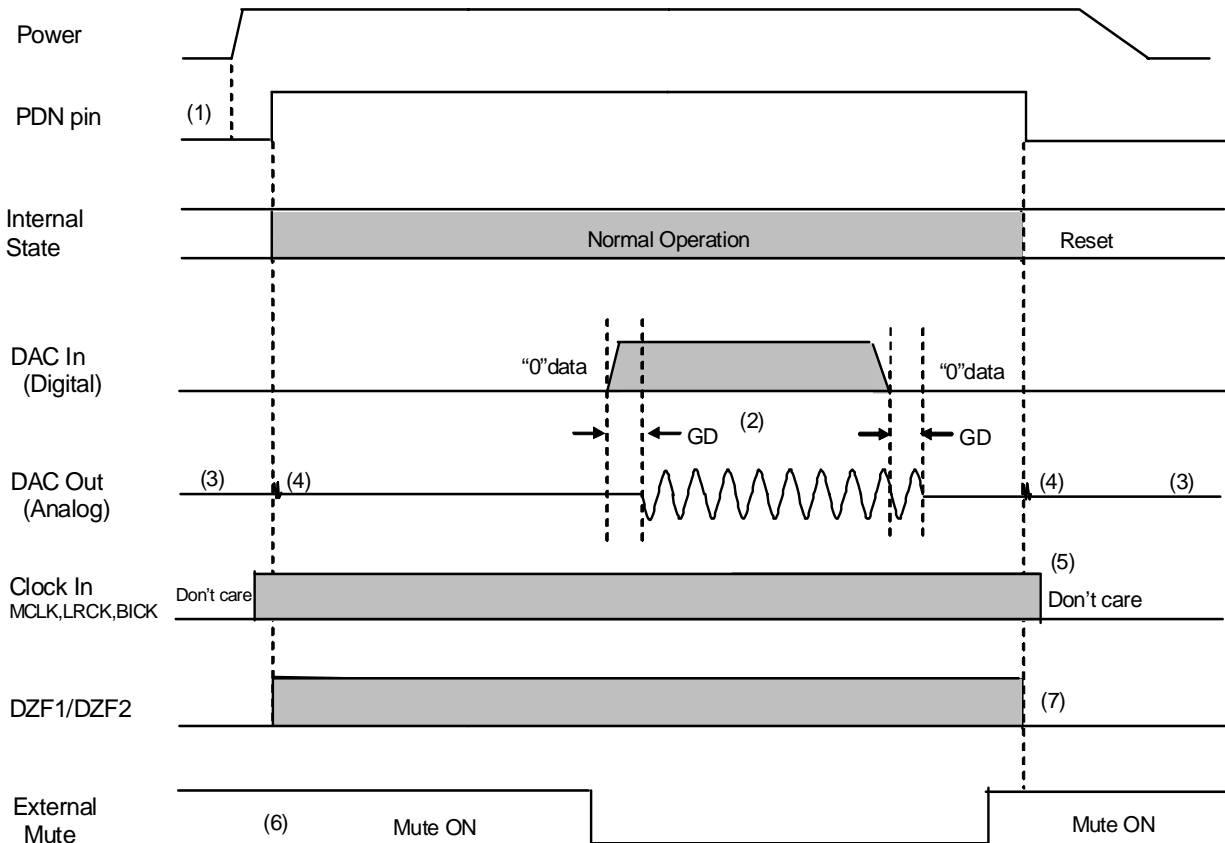 Power
PDN pin
(1)
Internal
State
Normal Operation
Reset
DAC In
(Digital)
“0”data
“0”data
(2)
GD
GD
DAC Out
(Analog)
(3)
(4)
(4)
(3)
Clock In
MCLK,LRCK,BICK
Don’t care
(5)
Don’t care
DZF1/DZF2
(7)
External
Mute
(6)
Mute ON
Mute ON